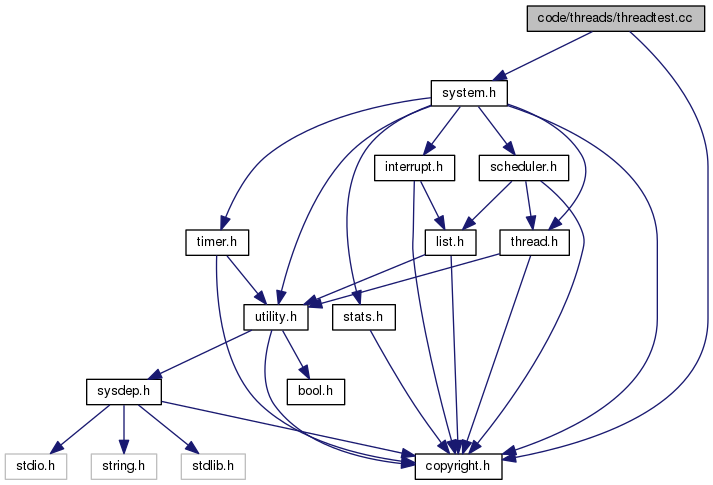 code/threads/threadtest.cc
system.h
interrupt.h
scheduler.h
timer.h
list.h
thread.h
utility.h
stats.h
sysdep.h
bool.h
stdio.h
string.h
stdlib.h
copyright.h